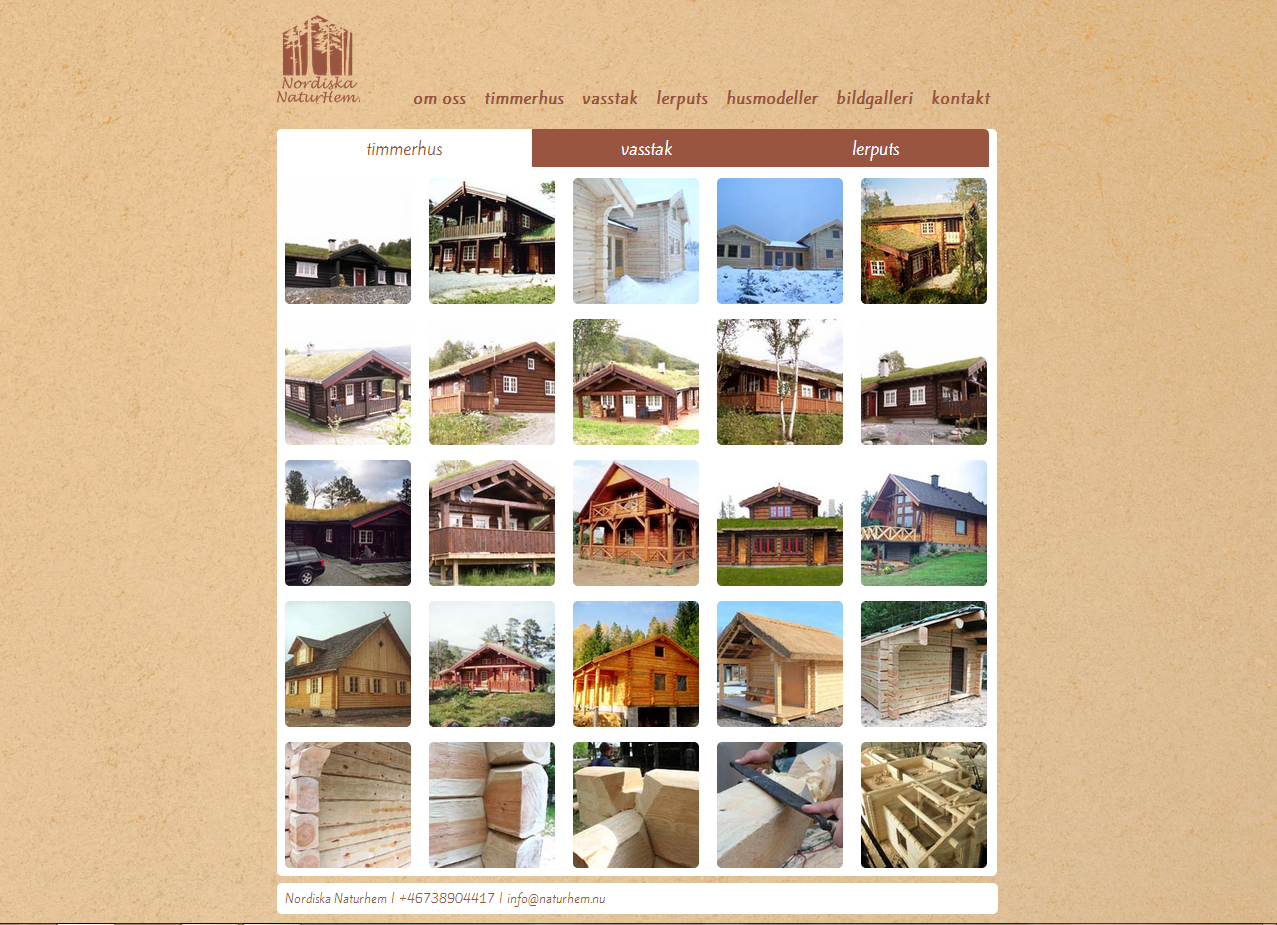 Nordiska
NaturHem
om oss timmerhus vasstak lerputs husmodeller bildgalleri kontakt
timmerhus vasstak lerputs
Nordiska Naturhem | +46738904417 | info@naturhem.nu